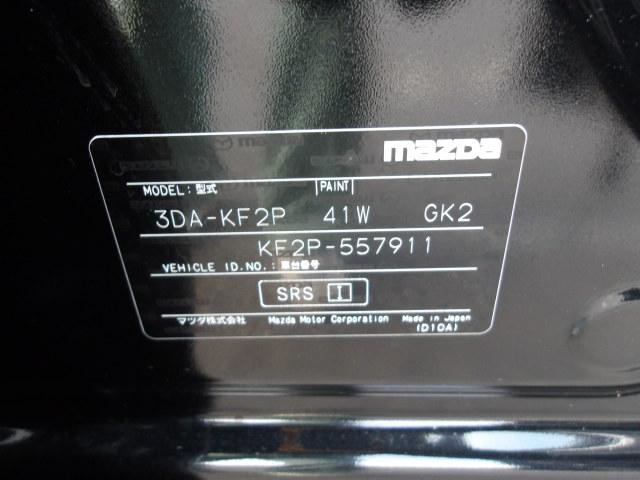 mazda
MODEL:型式 PAINT
3DA-KF2P 41W GK2
KF2P-557911
VEHICLE ID.NO.:車台番号
SRS I
マツダ株式会社 Mazda Motor Corporation Made in Japan
(D10A)